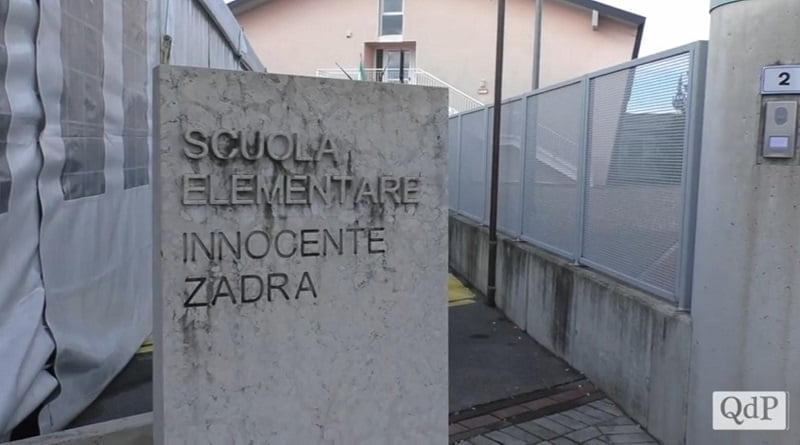 SCUOLA
ELEMENTARE
INNOCENTE
ZADRA
2
QdP